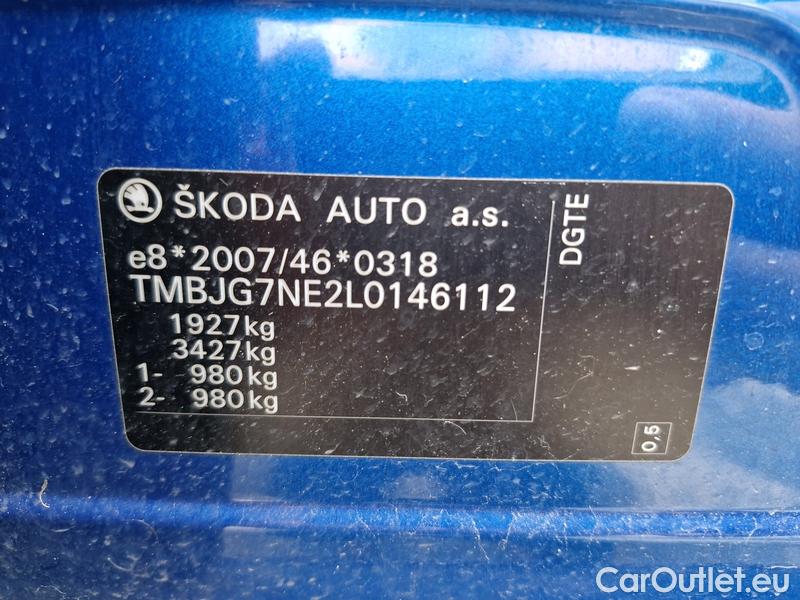 ŠKODA AUTO a.s.
e8*2007/46*0318
TMBJG7NE2L0146112
1927kg
3427kg
1- 980kg
2- 980kg
DGTE
0,5
CarOutlet.eu